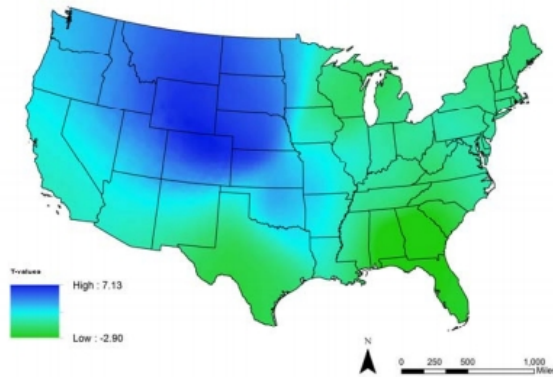 T-values
High : 7.13
Low : -2.90
N
0 250 500 1,000
Miles